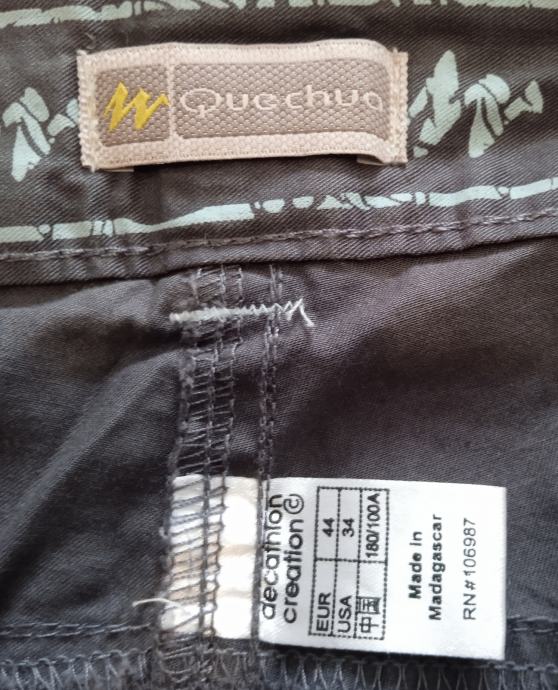 Quechua
decathlon
creation ©
EUR 44
USA 34
中国 180/100A
Made in
Madagascar
RN#106987